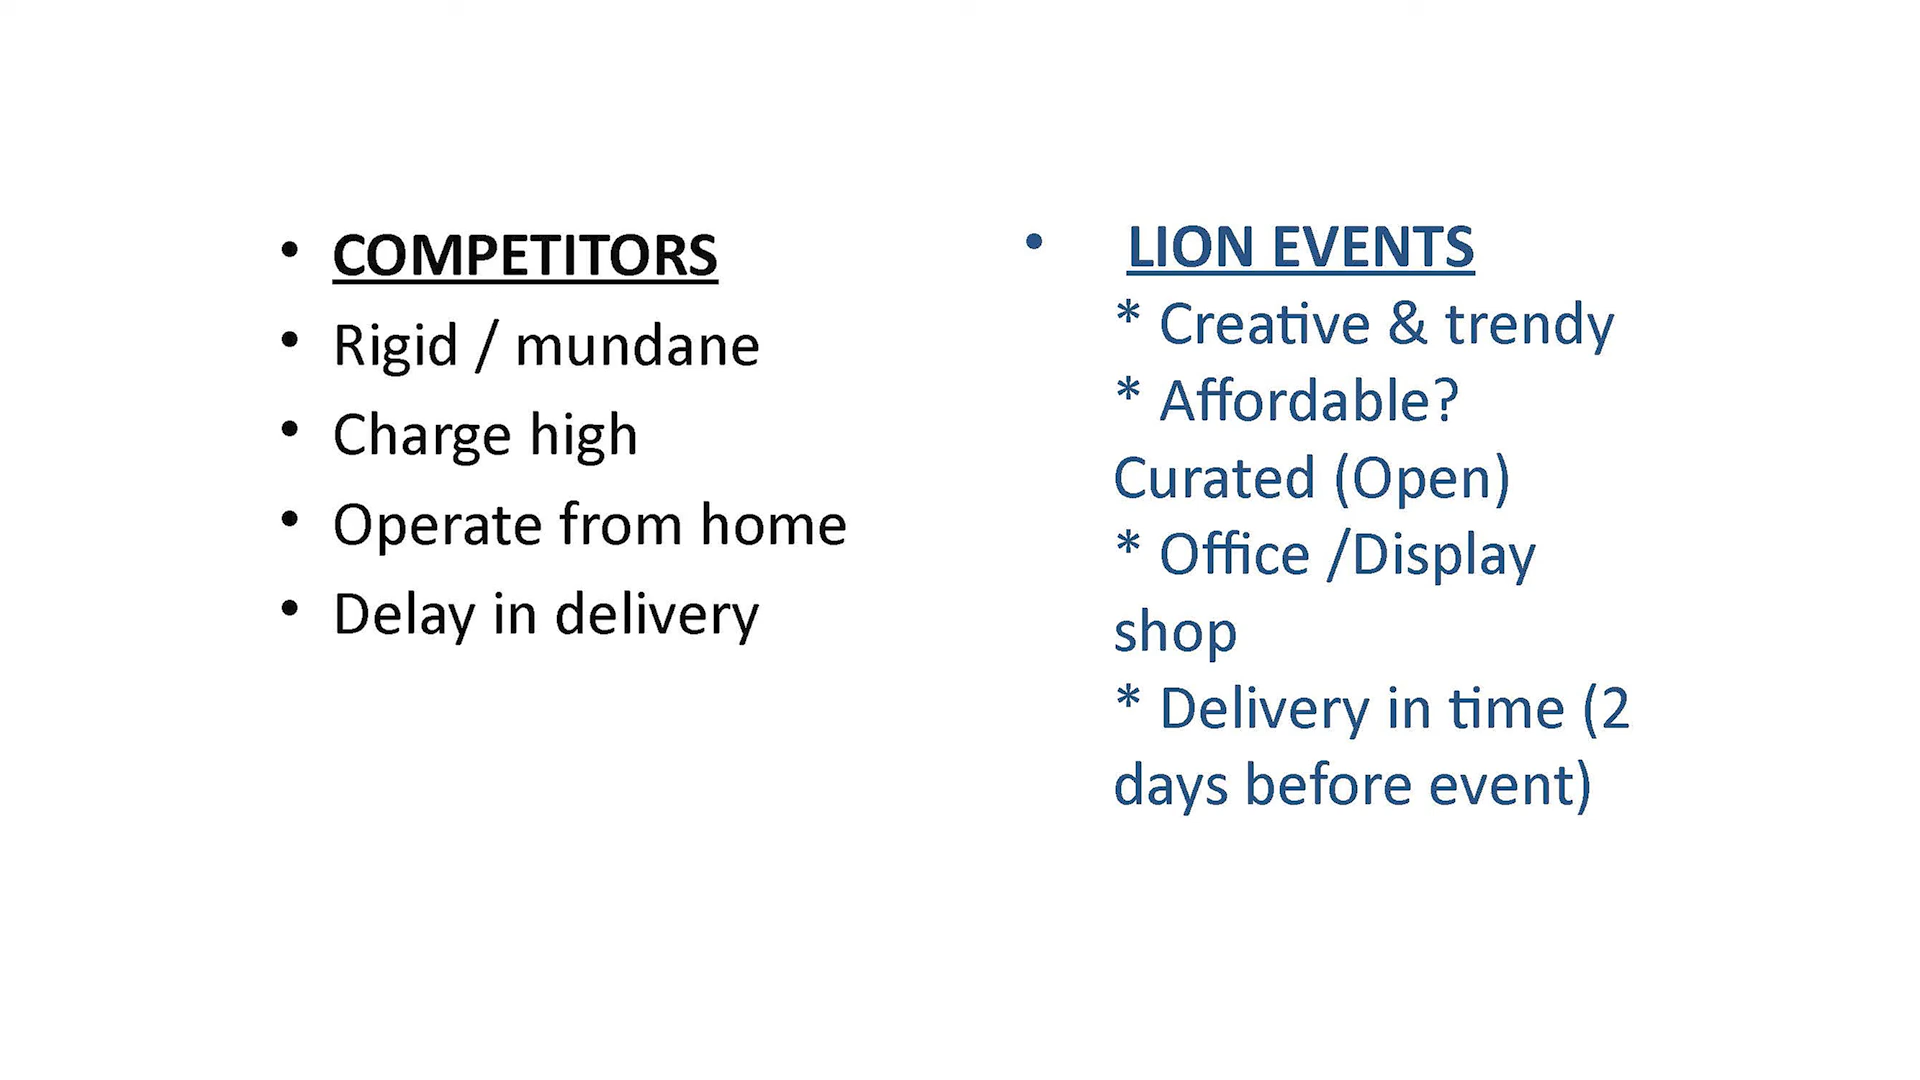 • COMPETITORS
• Rigid / mundane
• Charge high
• Operate from home
• Delay in delivery
• LION EVENTS
* Creative & trendy
* Affordable?
Curated (Open)
* Office /Display
shop
* Delivery in time (2
days before event)